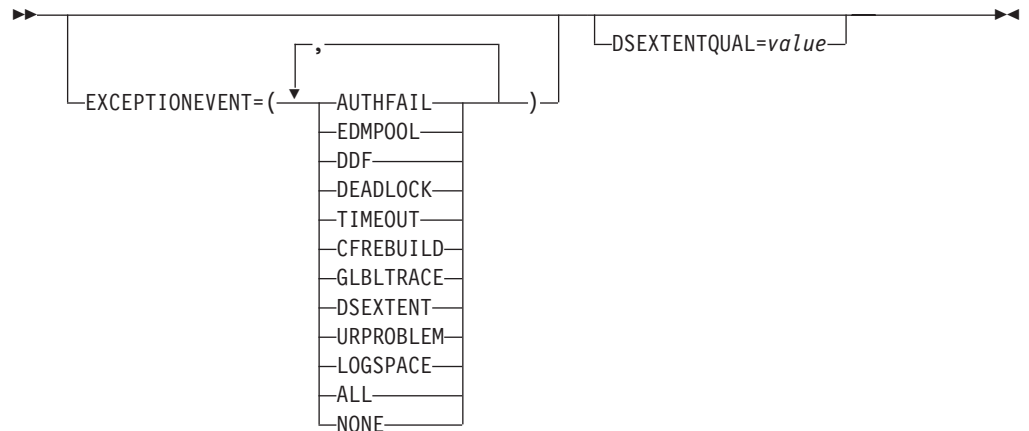 DSEXTENTQUAL=value
,
EXCEPTIONEVENT=( AUTHFAIL )
EDMPOOL
DDF
DEADLOCK
TIMEOUT
CFREBUILD
GLBLTRACE
DSEXTENT
URPROBLEM
LOGSPACE
ALL
NONE